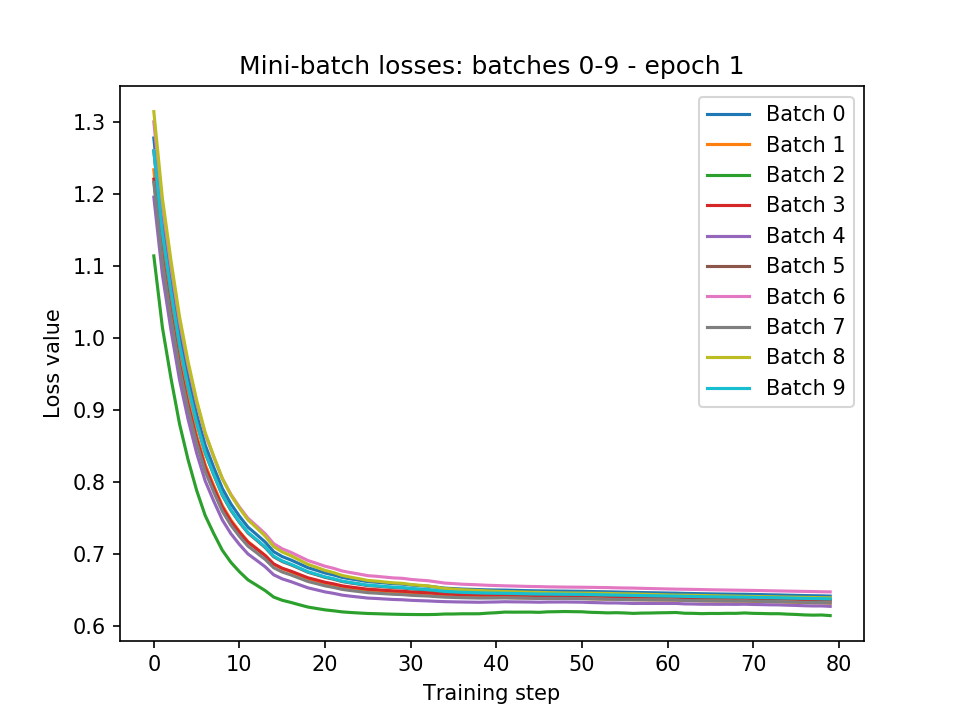 Mini-batch losses: batches 0-9 - epoch 1
Loss value
1.3
1.2
1.1
1.0
0.9
0.8
0.7
0.6
Batch 0
Batch 1
Batch 2
Batch 3
Batch 4
Batch 5
Batch 6
Batch 7
Batch 8
Batch 9
0 10 20 30 40 50 60 70 80
Training step